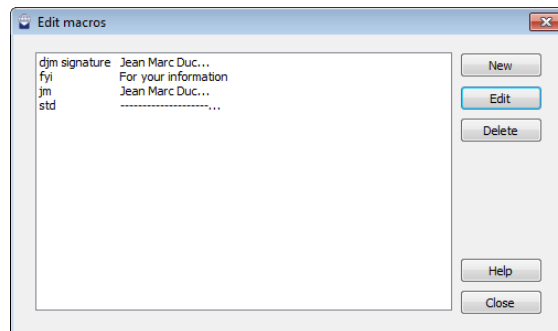 Edit macros
djm signature Jean Marc Duc...
fyi For your information
jm Jean Marc Duc...
std --------------------...
New
Edit
Delete
Help
Close